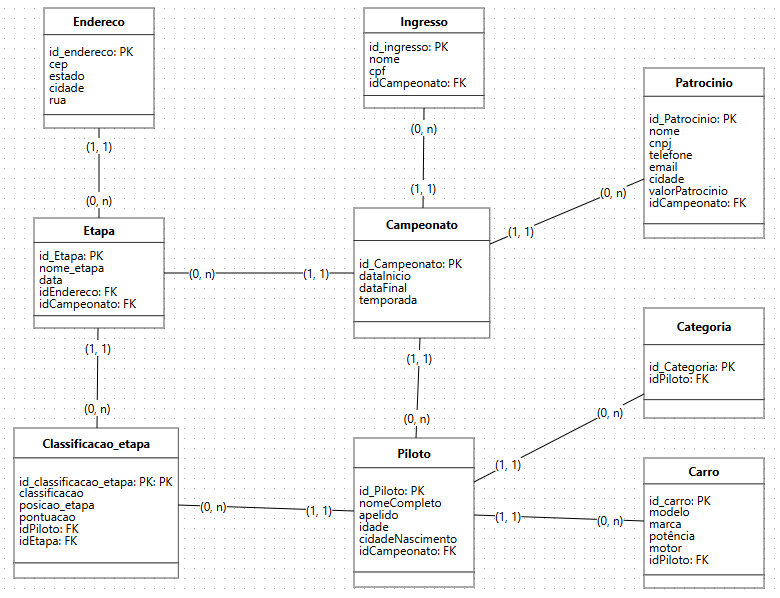 Endereco
id_endereco: PK
cep
estado
cidade
rua
Ingresso
id_ingresso: PK
nome
cpf
idCampeonato: FK
Patrocinio
id_Patrocinio: PK
nome
cnpj
telefone
email
cidade
valorPatrocinio
idCampeonato: FK
(1, 1)
(0, n)
(0, n)
(1, 1)
(0, n)
(1, 1)
Etapa
id_Etapa: PK
nome_etapa
data
idEndereco: FK
idCampeonato: FK
(0, n)
(1, 1)
Campeonato
id_Campeonato: PK
dataInicio
dataFinal
temporada
(1, 1)
(0, n)
(1, 1)
(0, n)
Categoria
id_Categoria: PK
idPiloto: FK
(0, n)
(1, 1)
Classificacao_etapa
id_classificacao_etapa: PK: PK
classificacao
posicao_etapa
pontuacao
idPiloto: FK
idEtapa: FK
(0, n)
(1, 1)
Piloto
id_Piloto: PK
nomeCompleto
apelido
idade
cidadeNascimento
idCampeonato: FK
(1, 1)
(0, n)
Carro
id_carro: PK
modelo
marca
potência
motor
idPiloto: FK